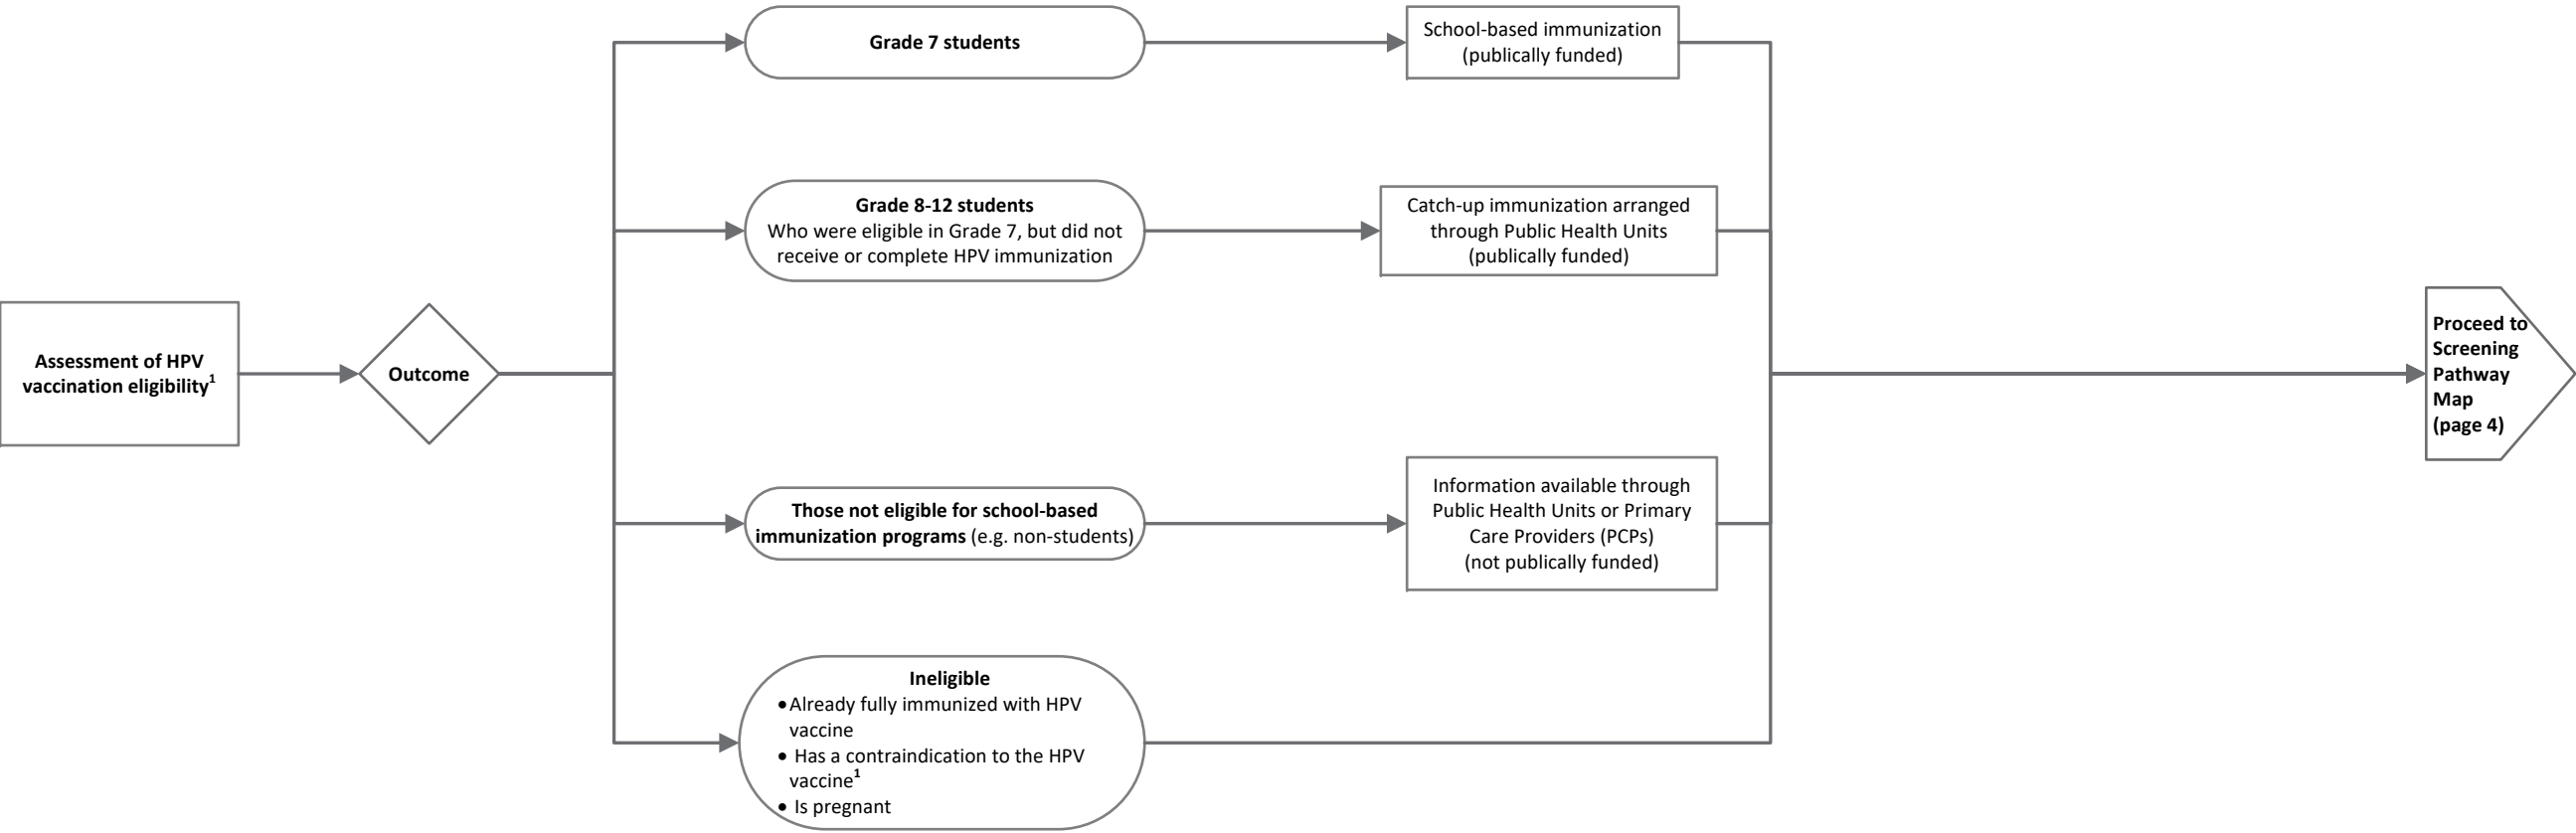 Assessment of HPV
vaccination eligibility1
Outcome
Grade 7 students
School-based immunization
(publically funded)
Grade 8-12 students
Who were eligible in Grade 7, but did not
receive or complete HPV immunization
Catch-up immunization arranged
through Public Health Units
(publically funded)
Those not eligible for school-based
immunization programs (e.g. non-students)
Information available through
Public Health Units or Primary
Care Providers (PCPs)
(not publically funded)
Ineligible
• Already fully immunized with HPV
vaccine
• Has a contraindication to the HPV
vaccine1
• Is pregnant
Proceed to
Screening
Pathway
Map
(page 4)